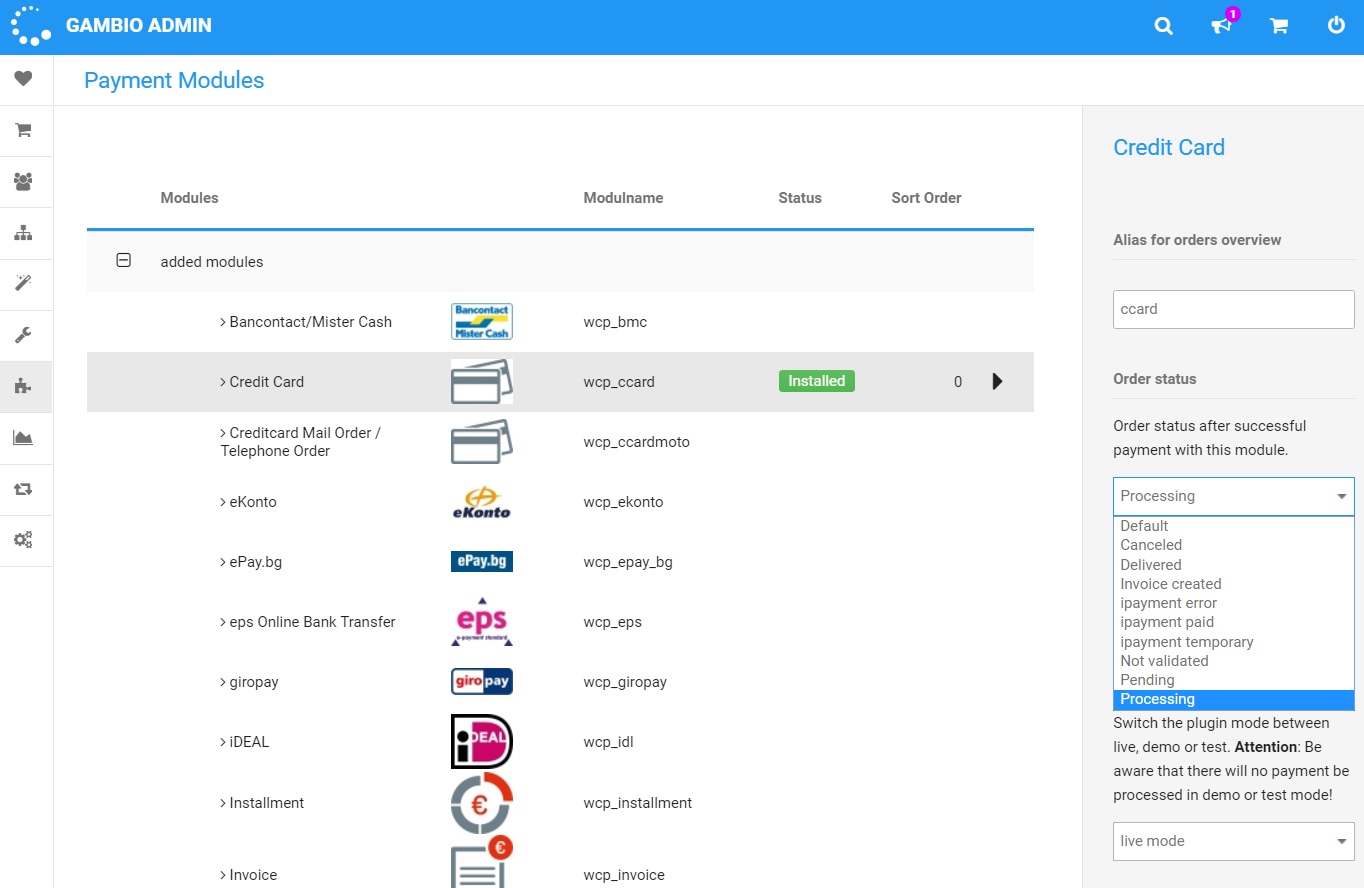 GAMBIO ADMIN
1
Payment Modules
Modules Modulname Status Sort Order
added modules
Bancontact/Mister Cash Bancontact Mister Cash wcp_bmc
Credit Card wcp_ccard Installed 0
Creditcard Mail Order /
Telephone Order wcp_ccardmoto
eKonto eKonto wcp_ekonto
ePay.bg ePay.bg wcp_epay_bg
eps Online Bank Transfer eps e-payment standard wcp_eps
giropay giropay wcp_giropay
iDEAL iDEAL wcp_idl
Installment € wcp_installment
Invoice € wcp_invoice
Credit Card
Alias for orders overview
ccard
Order status
Order status after successful
payment with this module.
Processing
Default
Canceled
Delivered
Invoice created
ipayment error
ipayment paid
ipayment temporary
Not validated
Pending
Processing
Switch the plugin mode between
live, demo or test. Attention: Be
aware that there will no payment be
processed in demo or test mode!
live mode